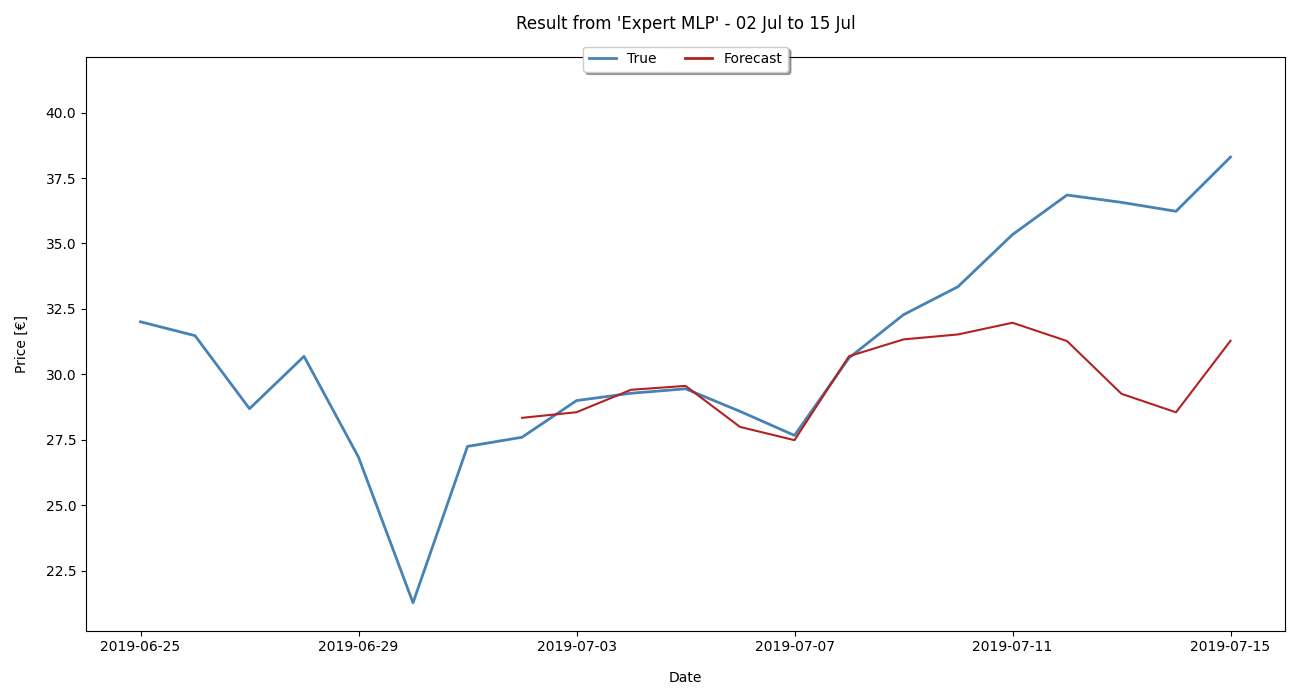 Result from 'Expert MLP' - 02 Jul to 15 Jul
True Forecast
40.0
37.5
35.0
32.5
30.0
27.5
25.0
22.5
Price [€]
2019-06-25 2019-06-29 2019-07-03 2019-07-07 2019-07-11 2019-07-15
Date